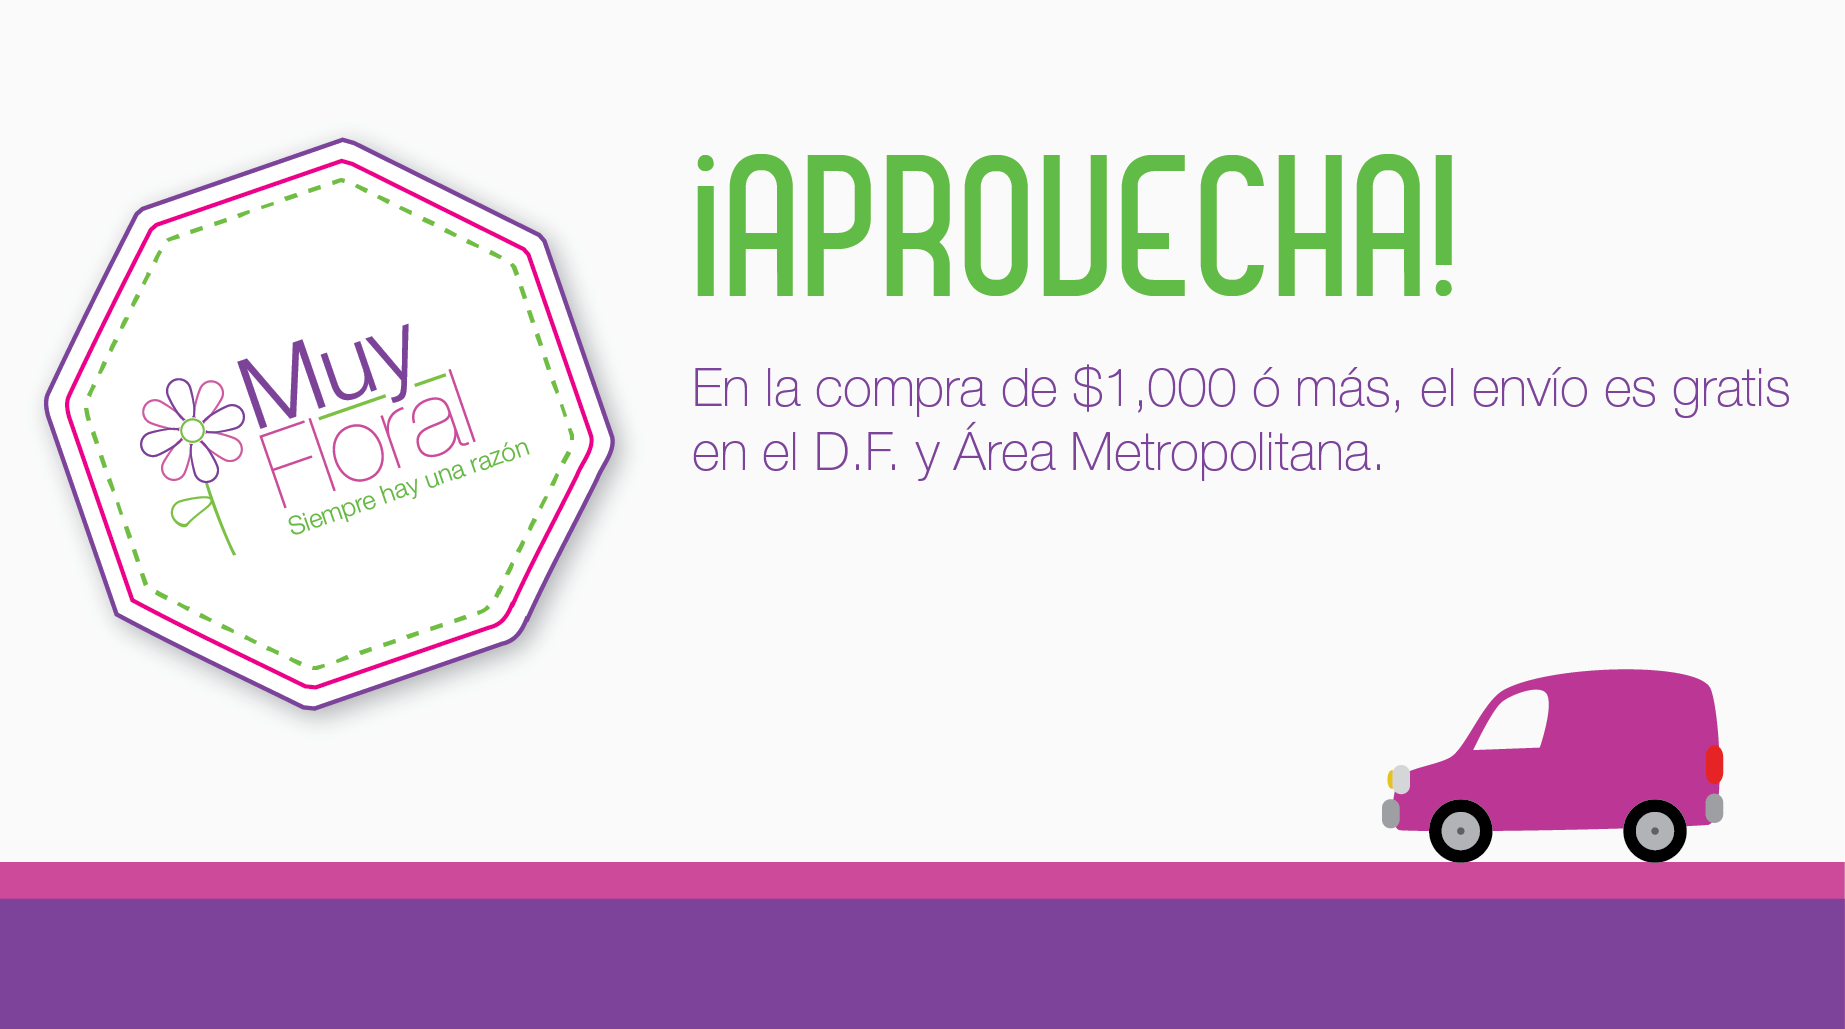 Muy
Floral
Siempre hay una razón
¡APROVECHA!
En la compra de $1,000 ó más, el envío es gratis
en el D.F. y Área Metropolitana.